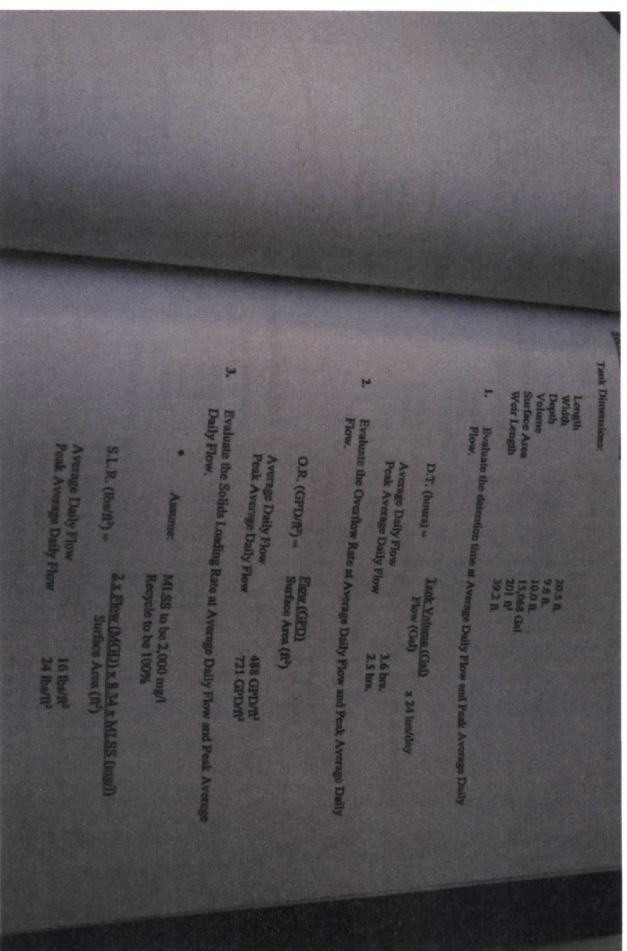 Tank Dimensions:
Length 20.5 ft.
Width 9.8 ft.
Depth 10.0 ft.
Volume 15,068 Gal.
Surface Area 201 ft²
Weir Length 39.2 ft.
1. Evaluate the detention time at Average Daily Flow and Peak Average Daily
Flow.
D.T. (hours) = Tank Volume (Gal) x 24 hrs/day
Flow (Gal)
Average Daily Flow 3.6 hrs.
Peak Average Daily Flow 2.5 hrs.
2. Evaluate the Overflow Rate at Average Daily Flow and Peak Average Daily
Flow.
O.R. (GPD/ft²) = Flow (GPD)
Surface Area (ft²)
Average Daily Flow 488 GPD/ft²
Peak Average Daily Flow 721 GPD/ft²
3. Evaluate the Solids Loading Rate at Average Daily Flow and Peak Average
Daily Flow.
• Assume: MLSS to be 2,000 mg/l
Recycle to be 100%
S.L.R. (lbs/ft²) = 2 x Flow (MGD) x 8.34 x MLSS (mg/l)
Surface Area (ft²)
Average Daily Flow 16 lbs/ft²
Peak Average Daily Flow 24 lbs/ft²